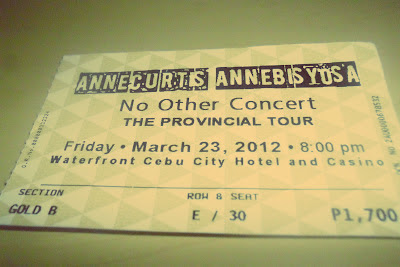 ANNECURTIS ANNEBISYOSA
No Other Concert
THE PROVINCIAL TOUR
Friday • March 23, 2012 • 8:00 pm
Waterfront Cebu City Hotel and Casino
SECTION
ROW & SEAT
GOLD B
E / 30
P1,700